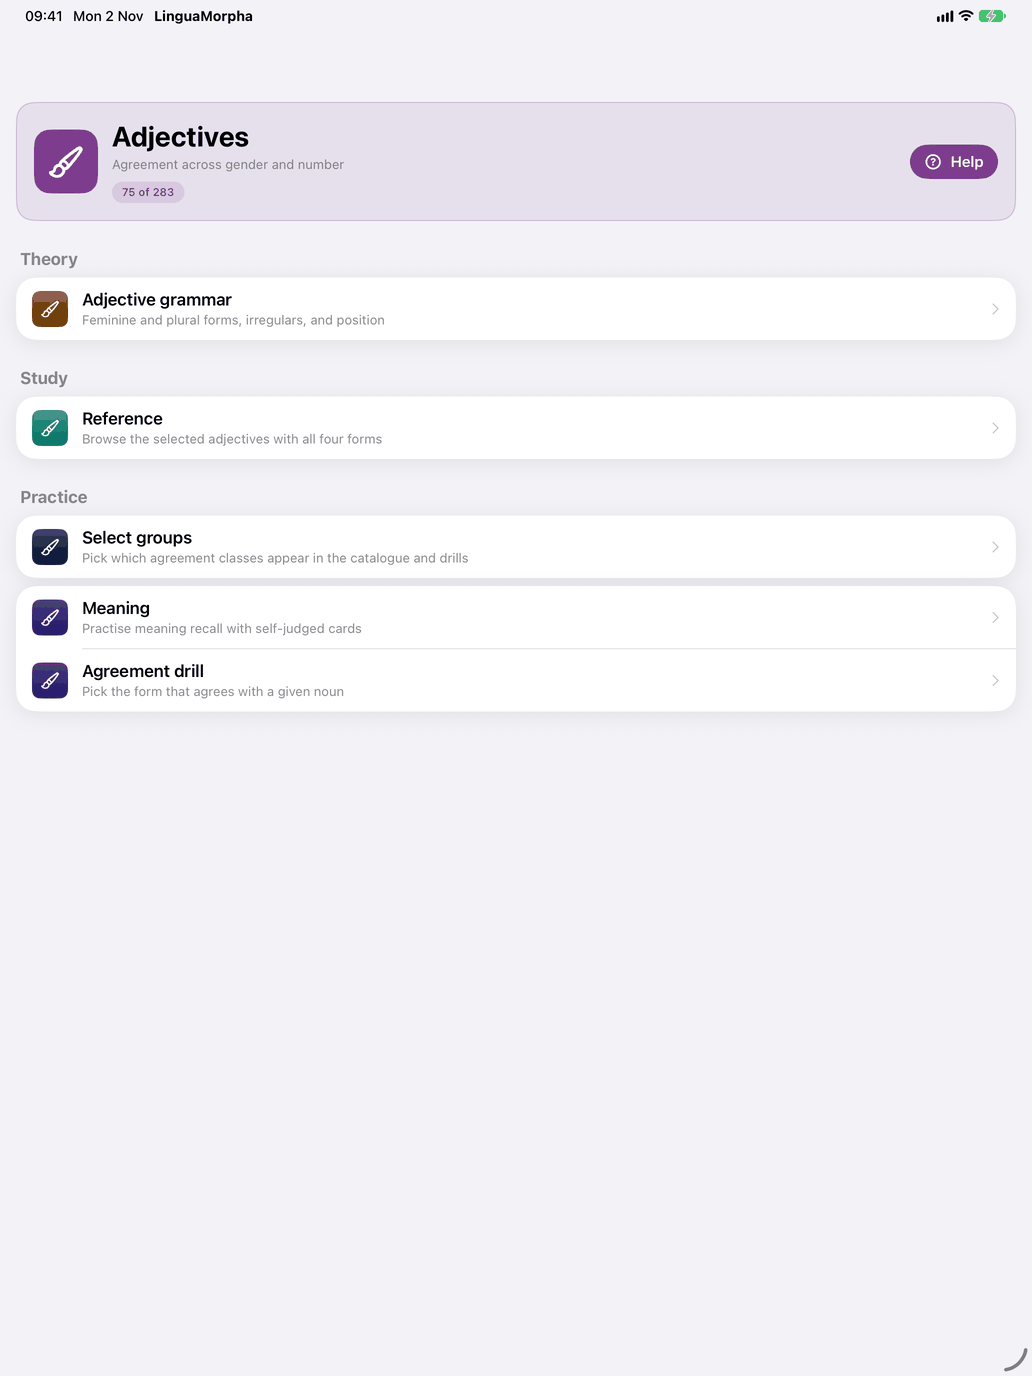 09:41 Mon 2 Nov LinguaMorpha
Adjectives
Agreement across gender and number
75 of 283
Help
Theory
Adjective grammar
Feminine and plural forms, irregulars, and position
Study
Reference
Browse the selected adjectives with all four forms
Practice
Select groups
Pick which agreement classes appear in the catalogue and drills
Meaning
Practise meaning recall with self-judged cards
Agreement drill
Pick the form that agrees with a given noun